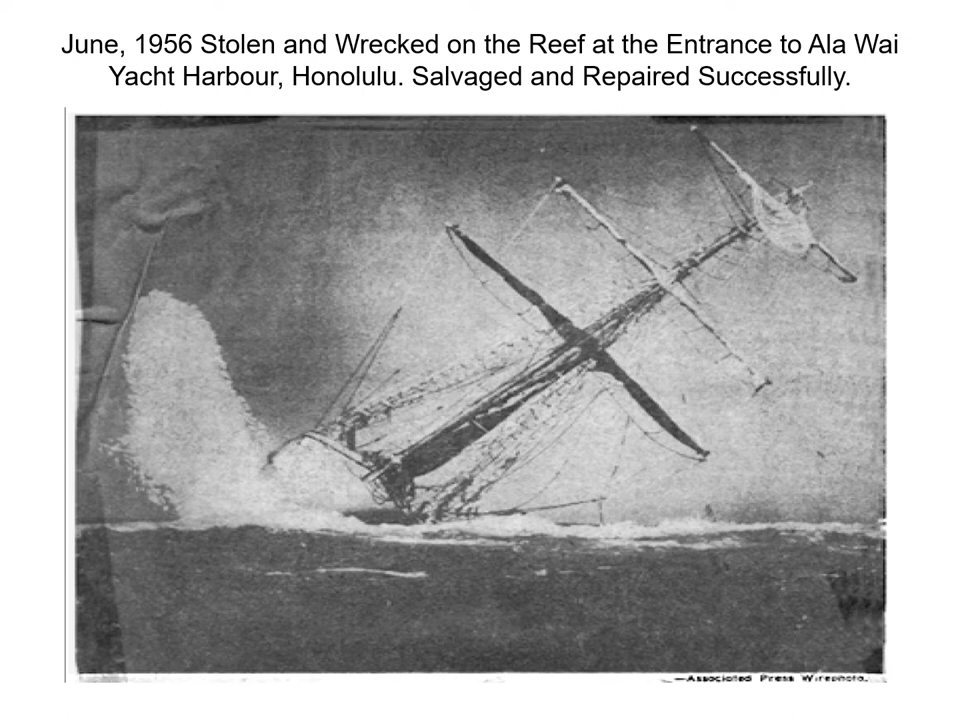 June, 1956 Stolen and Wrecked on the Reef at the Entrance to Ala Wai
Yacht Harbour, Honolulu. Salvaged and Repaired Successfully.
—Associated Press Wirephoto.